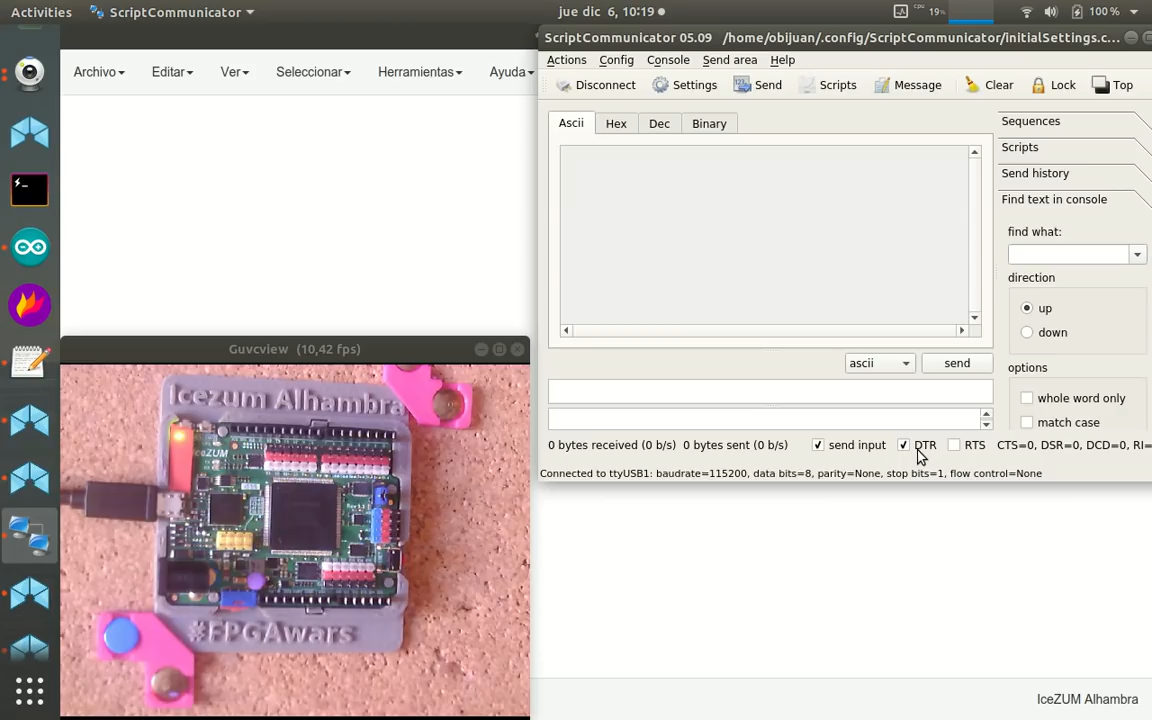 Activities ScriptCommunicator jue dic 6, 10:19 cpu 19% 100 %
Archivo Editar Ver Seleccionar Herramientas Ayuda
ScriptCommunicator 05.09 /home/obijuan/.config/ScriptCommunicator/InitialSettings.c...
Actions Config Console Send area Help
Disconnect Settings Send Scripts Message Clear Lock Top
Ascii Hex Dec Binary
Sequences
Scripts
Send history
Find text in console
find what:
direction
up
down
options
whole word only
match case
ascii send
0 bytes received (0 b/s) 0 bytes sent (0 b/s) send input DTR RTS CTS=0, DSR=0, DCD=0, RI=
Connected to ttyUSB1: baudrate=115200, data bits=8, parity=None, stop bits=1, flow control=None
Guvcview (10,42 fps)
Icezum Alhambra
IceZUM
#FPGAwars
IceZUM Alhambra